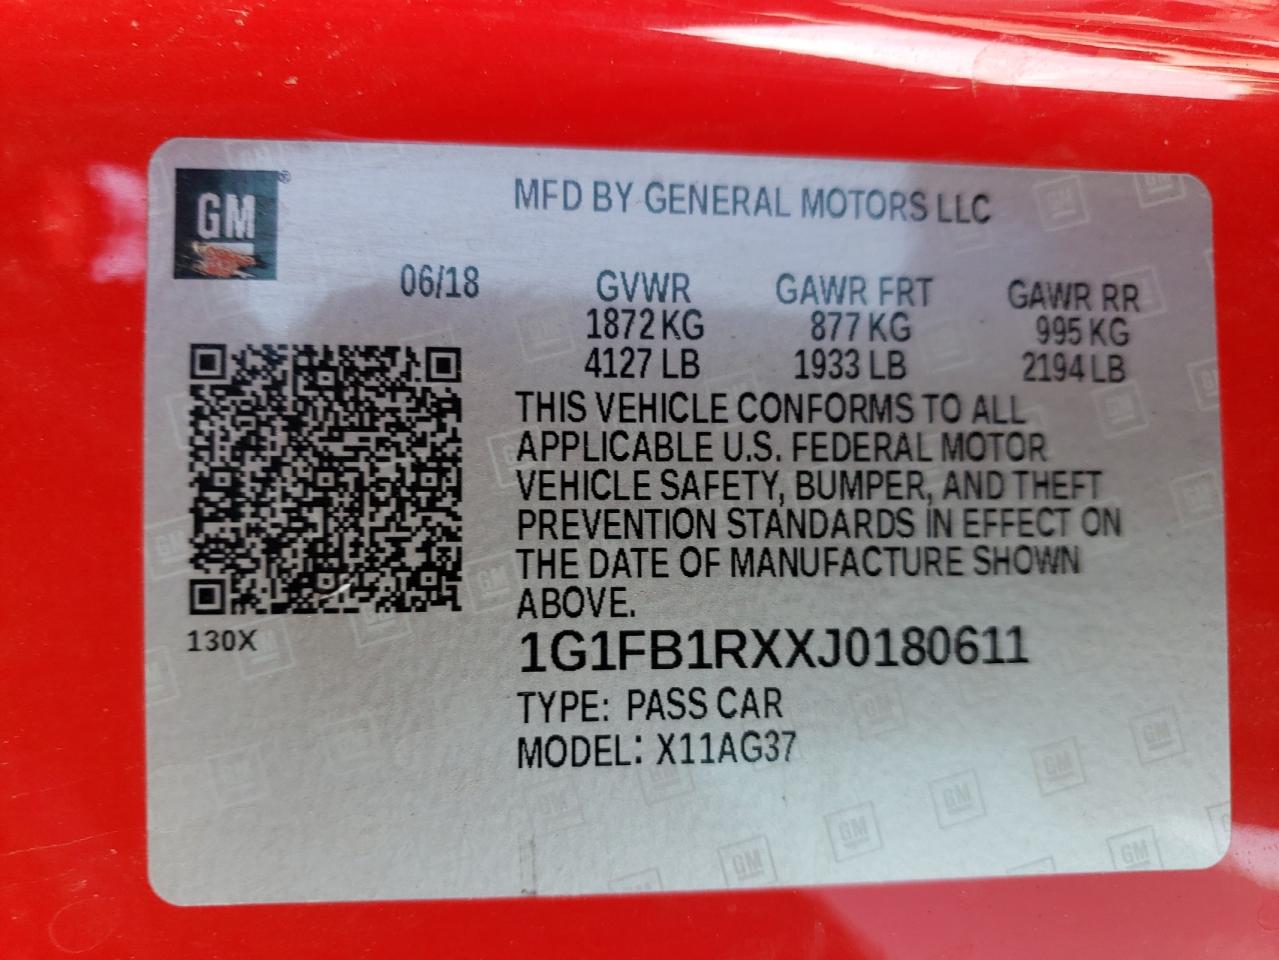 GM®
MFD BY GENERAL MOTORS LLC
06/18 GVWR GAWR FRT GAWR RR
1872 KG 877 KG 995 KG
4127 LB 1933 LB 2194 LB
THIS VEHICLE CONFORMS TO ALL
APPLICABLE U.S. FEDERAL MOTOR
VEHICLE SAFETY, BUMPER, AND THEFT
PREVENTION STANDARDS IN EFFECT ON
THE DATE OF MANUFACTURE SHOWN
ABOVE.
130X
1G1FB1RXXJ0180611
TYPE: PASS CAR
MODEL: X11AG37